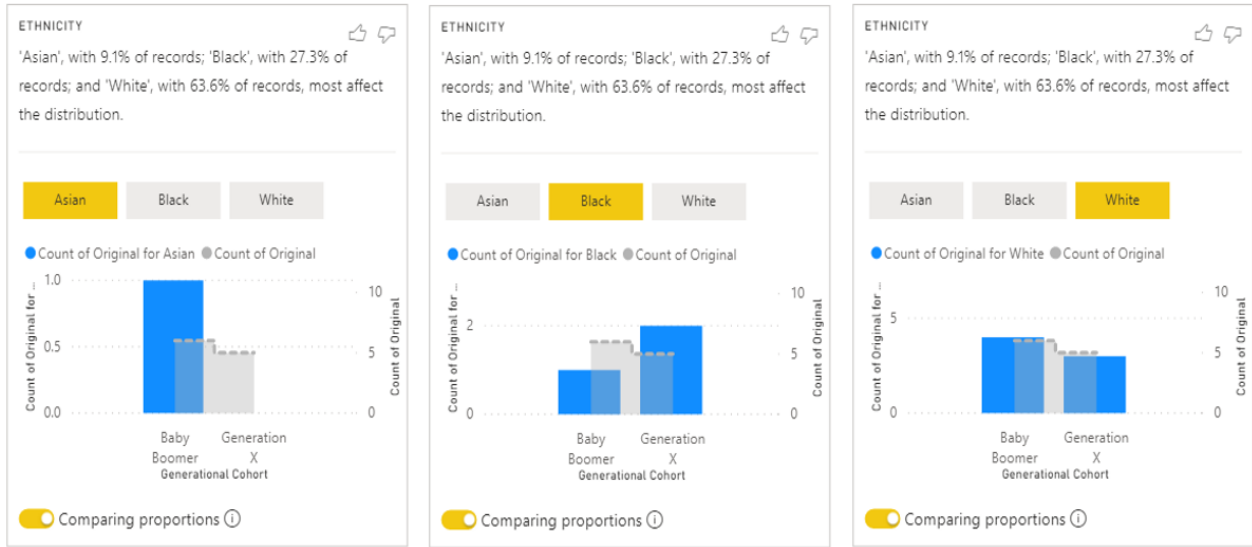 ETHNICITY
'Asian', with 9.1% of records; 'Black', with 27.3% of
records; and 'White', with 63.6% of records, most affect
the distribution.
Asian Black White
Count of Original for Asian Count of Original
Count of Original for ...
1.0
0.5
0.0
10
5
0
Count of Original
Baby Generation
Boomer X
Generational Cohort
Comparing proportions
ETHNICITY
'Asian', with 9.1% of records; 'Black', with 27.3% of
records; and 'White', with 63.6% of records, most affect
the distribution.
Asian Black White
Count of Original for Black Count of Original
Count of Original for ...
2
0
10
5
0
Count of Original
Baby Generation
Boomer X
Generational Cohort
Comparing proportions
ETHNICITY
'Asian', with 9.1% of records; 'Black', with 27.3% of
records; and 'White', with 63.6% of records, most affect
the distribution.
Asian Black White
Count of Original for White Count of Original
Count of Original for ...
5
0
10
5
0
Count of Original
Baby Generation
Boomer X
Generational Cohort
Comparing proportions